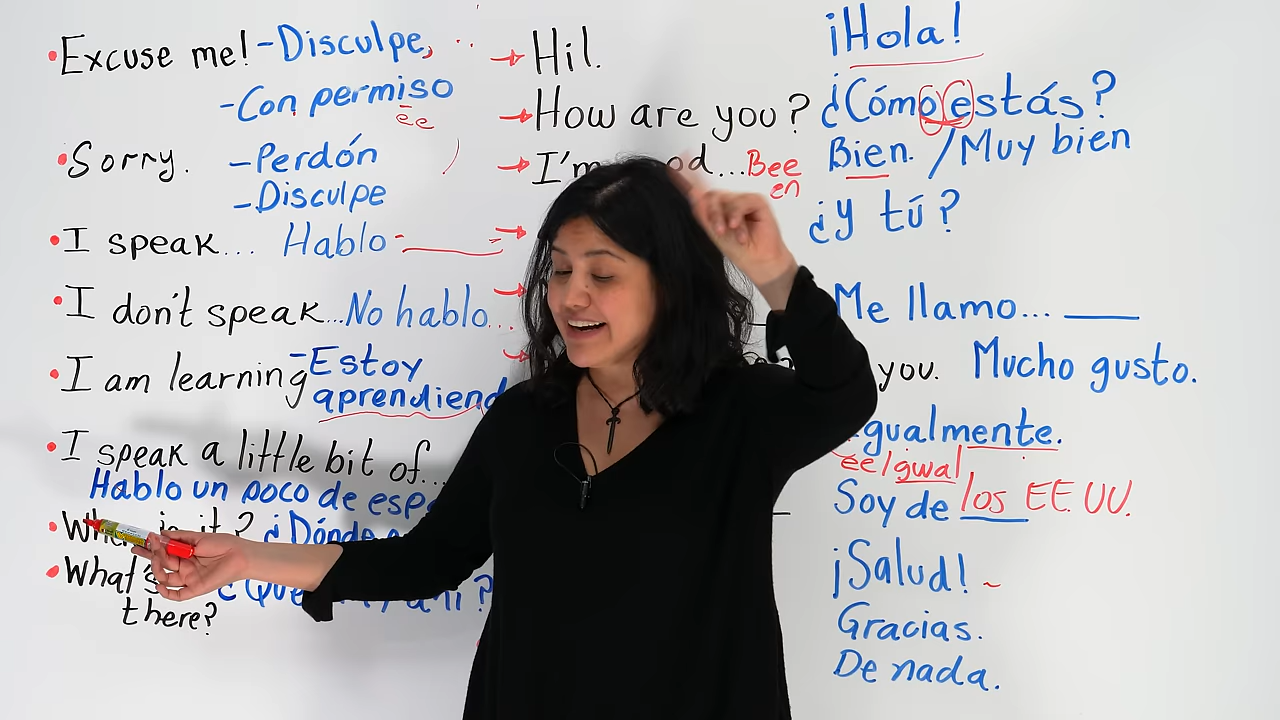 Excuse me! - Disculpe,
- Con permiso
ee
Sorry. - Perdón
- Disculpe
I speak... Hablo
I don't speak... No hablo...
I am learning - Estoy
I speak a little bit of...
Hablo un poco de
it? ¿Dónde
What's
there?
Hi!
How are you?
I'm
Bee
en
you.
¡Hola!
¿Cómo estás?
Bien. / Muy bien
¿y tú?
Me llamo... ____
Mucho gusto.
ee/gwal
Soy de los EE.UU.
¡Salud!
Gracias.
De nada.